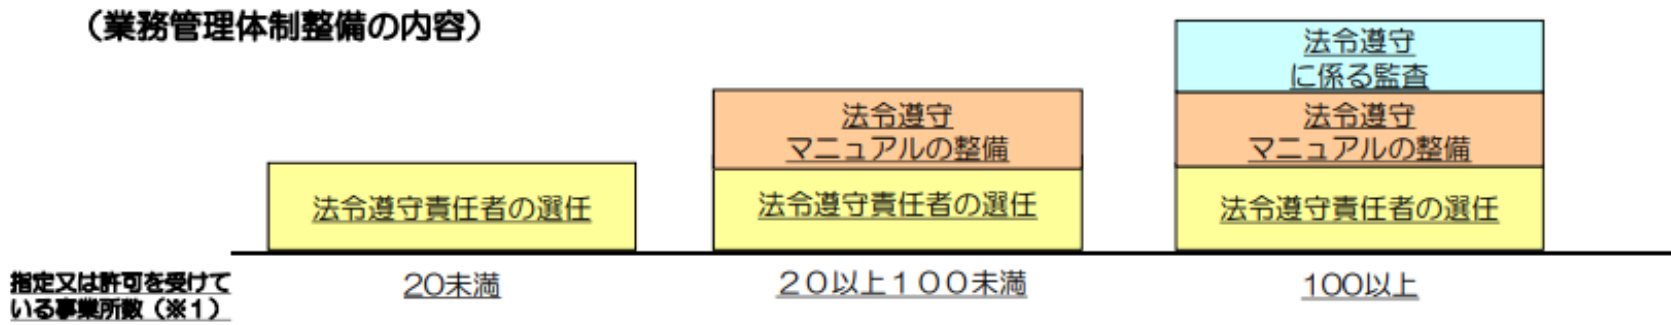 （業務管理体制整備の内容）
法令遵守
に係る監査
法令遵守
マニュアルの整備
法令遵守
マニュアルの整備
法令遵守責任者の選任
法令遵守責任者の選任
法令遵守責任者の選任
指定又は許可を受けて
いる事業所数（※１）
20未満
２０以上１００未満
100以上